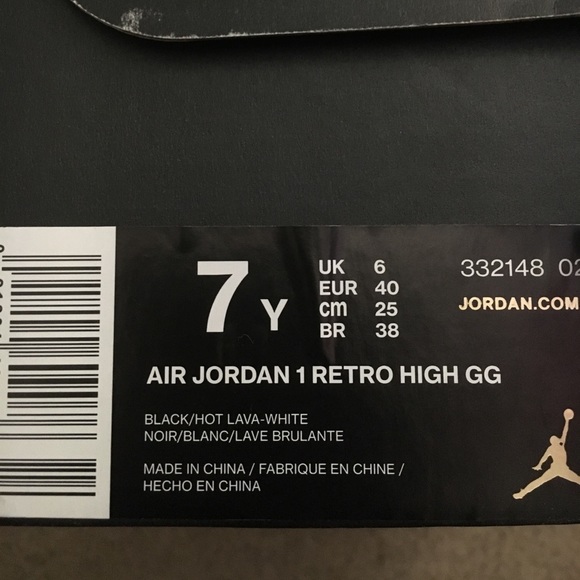 7 Y
UK 6
EUR 40
cm 25
BR 38
332148 02
JORDAN.COM
AIR JORDAN 1 RETRO HIGH GG
BLACK/HOT LAVA-WHITE
NOIR/BLANC/LAVE BRULANTE
MADE IN CHINA / FABRIQUE EN CHINE /
HECHO EN CHINA